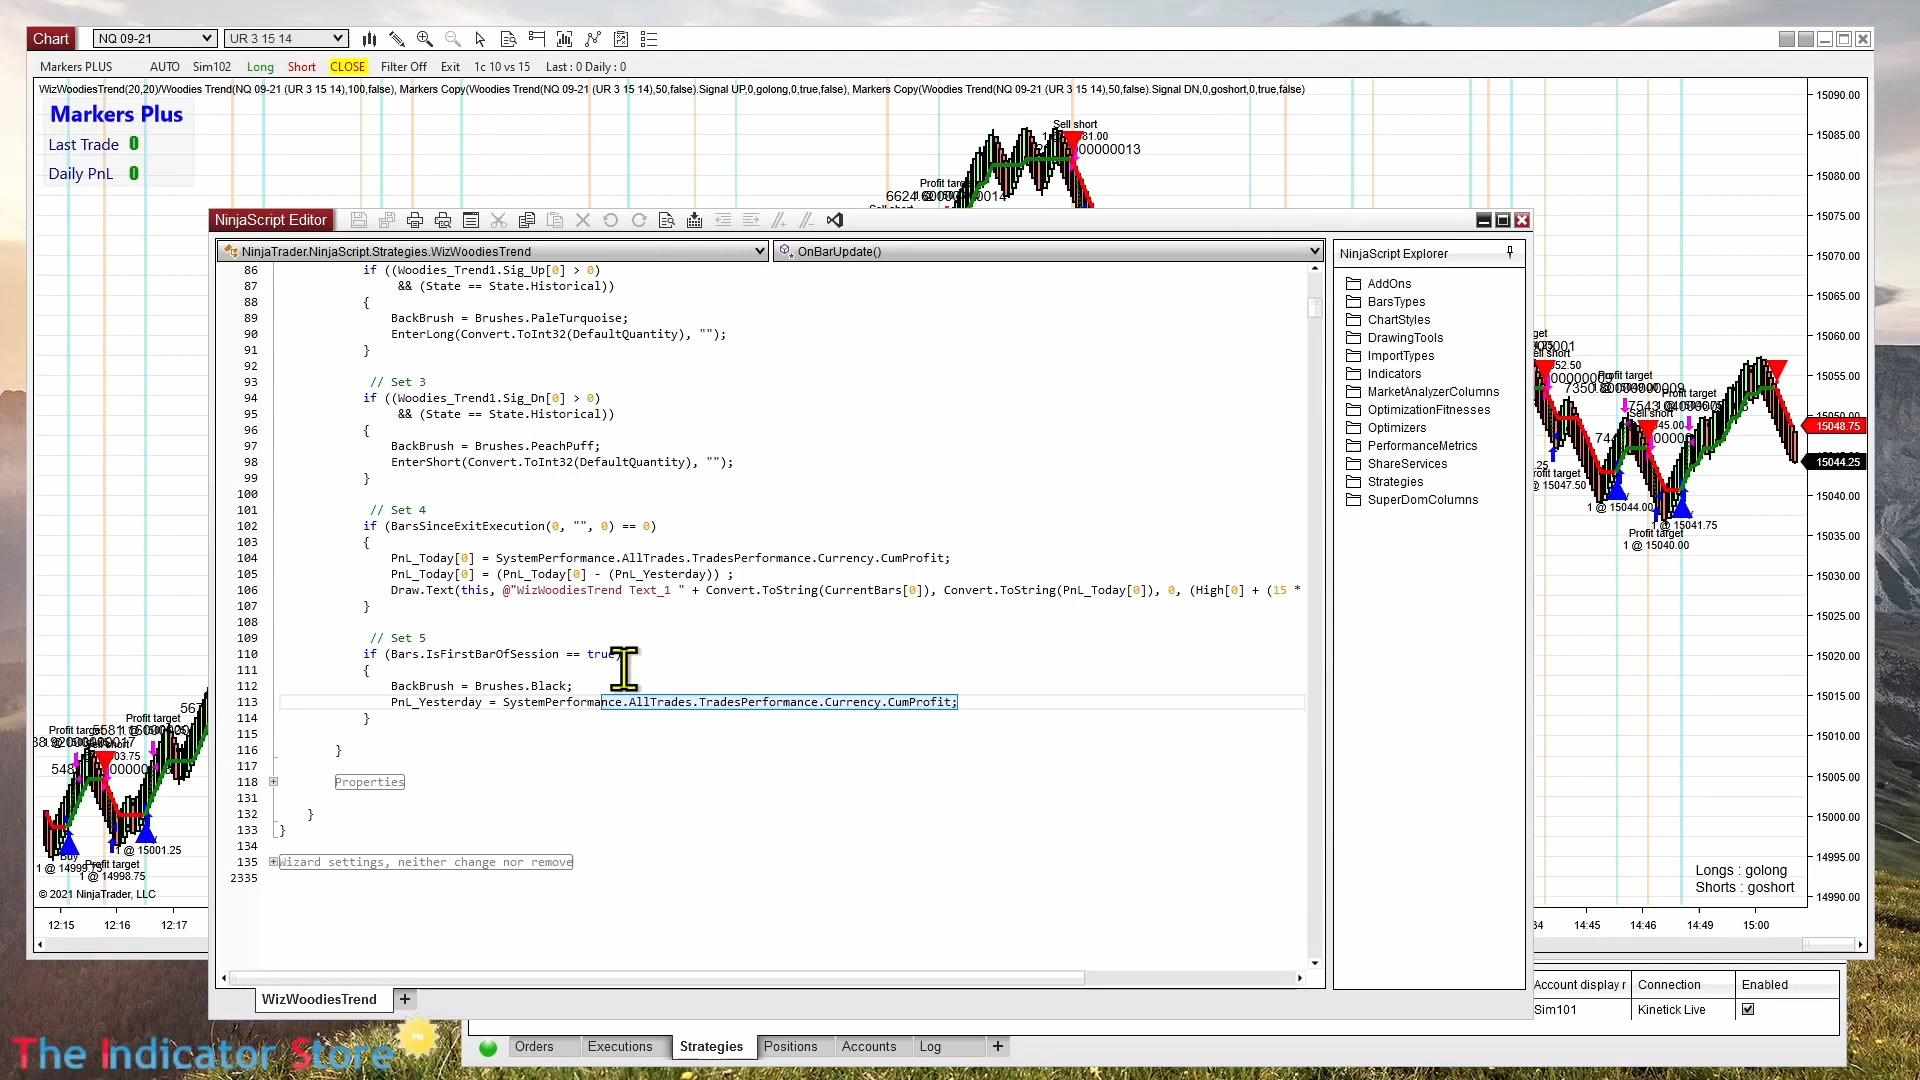 Chart
NQ 09-21
UR 3 15 14
Markers PLUS AUTO Sim102 Long Short CLOSE Filter Off Exit 1c 10 vs 15 Last : 0 Daily : 0
WizWoodiesTrend(20,20)/Woodies Trend(NQ 09-21 (UR 3 15 14),100,false), Markers Copy(Woodies Trend(NQ 09-21 (UR 3 15 14),50,false).Signal UP,0,golong,0,true,false), Markers Copy(Woodies Trend(NQ 09-21 (UR 3 15 14),50,false).Signal DN,0,goshort,0,true,false)
Markers Plus
Last Trade 0
Daily PnL 0
Sell short
NinjaScript Editor
NinjaTrader.NinjaScript.Strategies.WizWoodiesTrend
OnBarUpdate()
86 if ((Woodies_Trend1.Sig_Up[0] > 0)
87 && (State == State.Historical))
88 {
89 BackBrush = Brushes.PaleTurquoise;
90 EnterLong(Convert.ToInt32(DefaultQuantity), "");
91 }
92
93 // Set 3
94 if ((Woodies_Trend1.Sig_Dn[0] > 0)
95 && (State == State.Historical))
96 {
97 BackBrush = Brushes.PeachPuff;
98 EnterShort(Convert.ToInt32(DefaultQuantity), "");
99 }
100
101 // Set 4
102 if (BarsSinceExitExecution(0, "", 0) == 0)
103 {
104 PnL_Today[0] = SystemPerformance.AllTrades.TradesPerformance.Currency.CumProfit;
105 PnL_Today[0] = (PnL_Today[0] - (PnL_Yesterday)) ;
106 Draw.Text(this, @"WizWoodiesTrend Text_1 " + Convert.ToString(CurrentBars[0]), Convert.ToString(PnL_Today[0]), 0, (High[0] + (15 *
107 }
108
109 // Set 5
110 if (Bars.IsFirstBarOfSession == true
111 {
112 BackBrush = Brushes.Black;
113 PnL_Yesterday = SystemPerformance.AllTrades.TradesPerformance.Currency.CumProfit;
114 }
115
116 }
117
118 Properties
131
132 }
133 }
134
135 Wizard settings, neither change nor remove
2335
WizWoodiesTrend
+
NinjaScript Explorer
AddOns
BarsTypes
ChartStyles
DrawingTools
ImportTypes
Indicators
MarketAnalyzerColumns
OptimizationFitnesses
Optimizers
PerformanceMetrics
ShareServices
Strategies
SuperDomColumns
15090.00
15085.00
15080.00
15075.00
15070.00
15065.00
15060.00
15055.00
15050.00
15048.75
15044.25
15040.00
15035.00
15030.00
15025.00
15020.00
15015.00
15010.00
15005.00
15000.00
14995.00
14990.00
Profit target
Profit target
Sell short
1 @ 15044.00
1 @ 15041.75
Profit target
1 @ 15040.00
@ 15047.50
Profit target
1 @ 15001.25
Profit target
1 @ 14998.75
© 2021 NinjaTrader, LLC
12:15 12:16 12:17
14:45 14:46 14:49 15:00
Longs : golong
Shorts : goshort
Account display r Connection Enabled
Sim101 Kinetick Live
Orders Executions Strategies Positions Accounts Log +
The Indicator Store